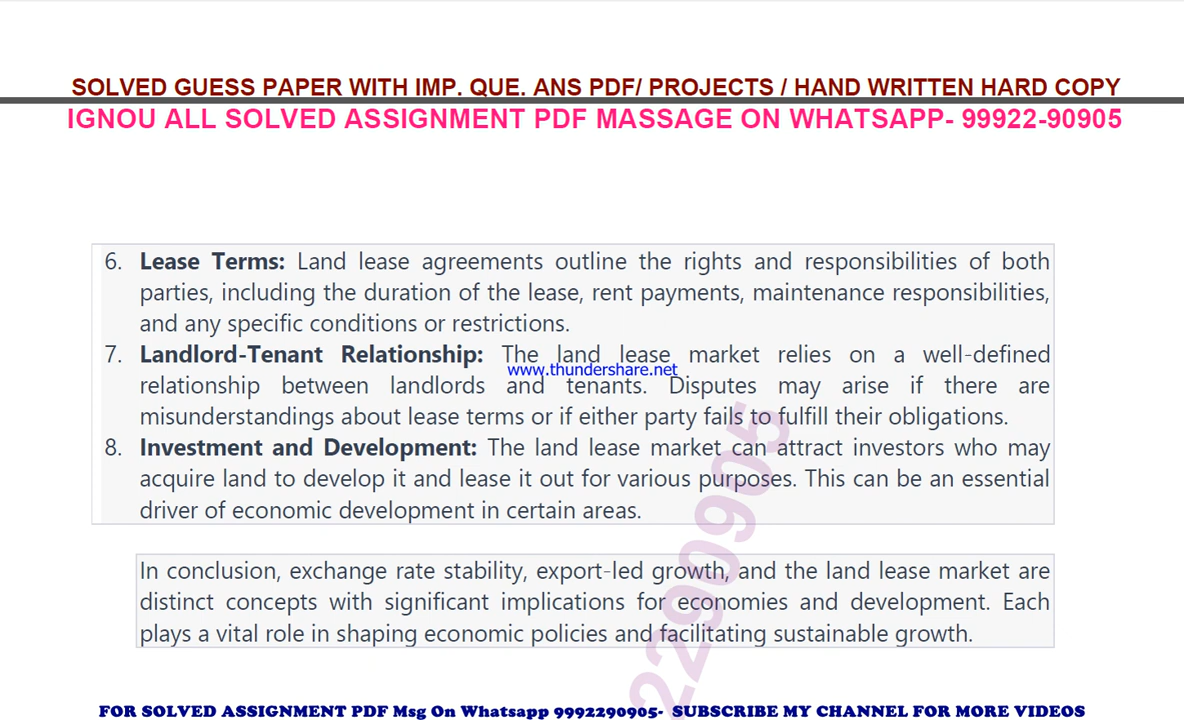 SOLVED GUESS PAPER WITH IMP. QUE. ANS PDF/ PROJECTS / HAND WRITTEN HARD COPY
IGNOU ALL SOLVED ASSIGNMENT PDF MASSAGE ON WHATSAPP- 99922-90905
6. Lease Terms: Land lease agreements outline the rights and responsibilities of both
parties, including the duration of the lease, rent payments, maintenance responsibilities,
and any specific conditions or restrictions.
7. Landlord-Tenant Relationship: The land lease market relies on a well-defined
www.thundershare.net
relationship between landlords and tenants. Disputes may arise if there are
misunderstandings about lease terms or if either party fails to fulfill their obligations.
8. Investment and Development: The land lease market can attract investors who may
acquire land to develop it and lease it out for various purposes. This can be an essential
driver of economic development in certain areas.
In conclusion, exchange rate stability, export-led growth, and the land lease market are
distinct concepts with significant implications for economies and development. Each
plays a vital role in shaping economic policies and facilitating sustainable growth.
2290905
FOR SOLVED ASSIGNMENT PDF Msg On Whatsapp 9992290905- SUBSCRIBE MY CHANNEL FOR MORE VIDEOS